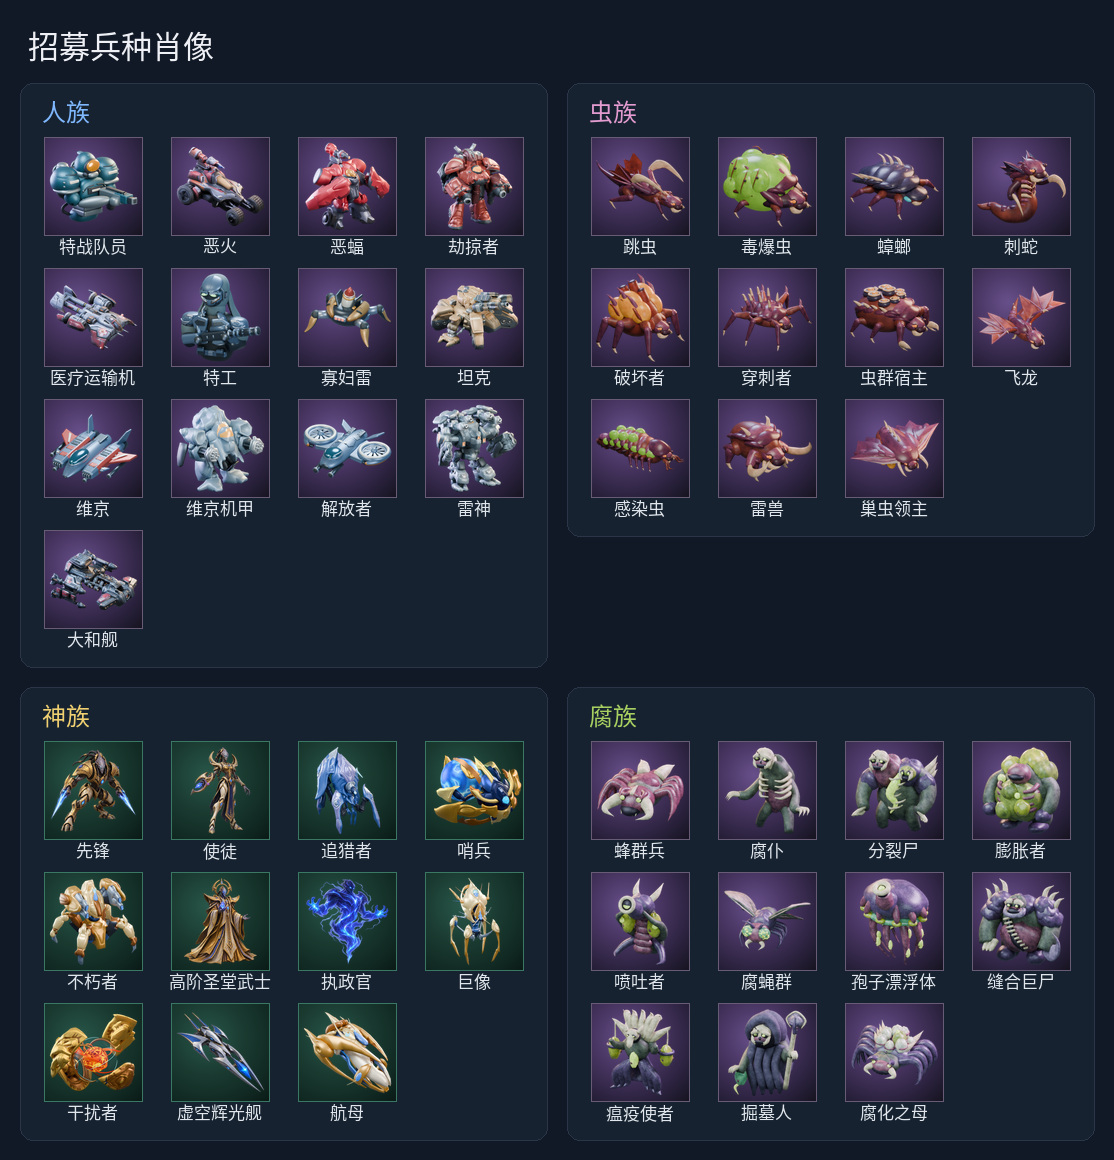 招募兵种肖像
人族
特战队员 恶火 恶蝠 劫掠者
医疗运输机 特工 寡妇雷 坦克
维京 维京机甲 解放者 雷神
大和舰
虫族
跳虫 毒爆虫 蟑螂 刺蛇
破坏者 穿刺者 虫群宿主 飞龙
感染虫 雷兽 巢虫领主
神族
先锋 使徒 追猎者 哨兵
不朽者 高阶圣堂武士 执政官 巨像
干扰者 虚空辉光舰 航母
腐族
蜂群兵 腐仆 分裂尸 膨胀者
喷吐者 腐蝇群 孢子漂浮体 缝合巨尸
瘟疫使者 掘墓人 腐化之母